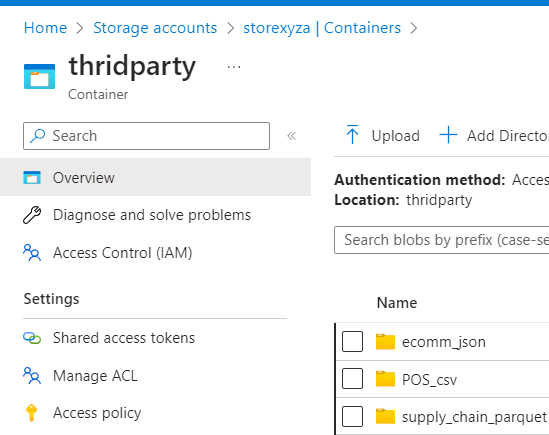 Home > Storage accounts > storexyza | Containers >
thridparty ...
Container
Search
«
Overview
Diagnose and solve problems
Access Control (IAM)
Settings
Shared access tokens
Manage ACL
Access policy
Upload + Add Directo
Authentication method: Acces
Location: thridparty
Search blobs by prefix (case-se
Name
ecomm_json
POS_csv
supply_chain_parquet